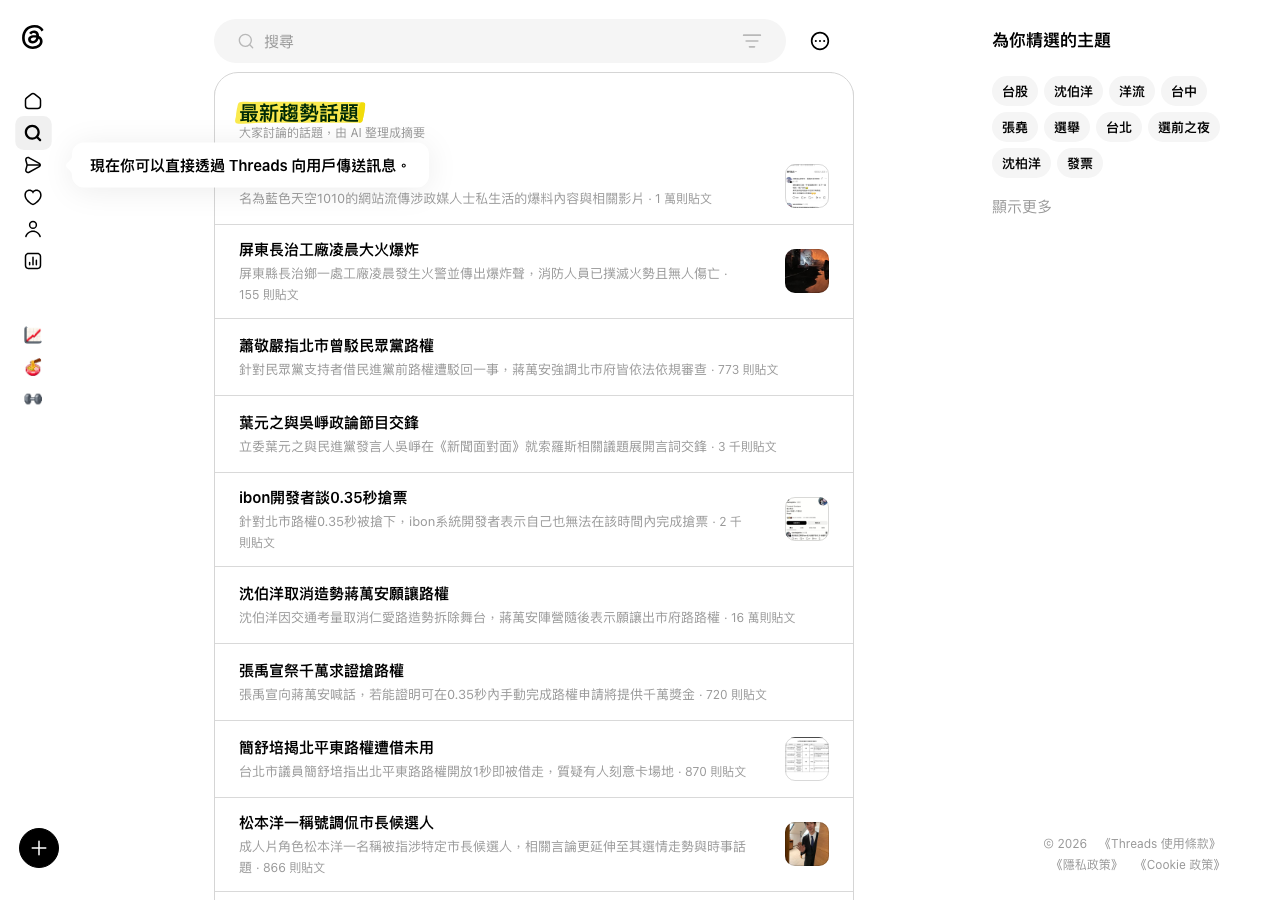 搜尋
為你精選的主題
台股 沈伯洋 洋流 台中
張堯 選舉 台北 選前之夜
沈柏洋 發票
顯示更多
最新趨勢話題
大家討論的話題，由 AI 整理成摘要
現在你可以直接透過 Threads 向用戶傳送訊息。
名為藍色天空1010的網站流傳涉政媒人士私生活的爆料內容與相關影片 · 1 萬則貼文
屏東長治工廠凌晨大火爆炸
屏東縣長治鄉一處工廠凌晨發生火警並傳出爆炸聲，消防人員已撲滅火勢且無人傷亡 ·
155 則貼文
蕭敬嚴指北市曾駁民眾黨路權
針對民眾黨支持者借民進黨前路權遭駁回一事，蔣萬安強調北市府皆依法依規審查 · 773 則貼文
葉元之與吳崢政論節目交鋒
立委葉元之與民進黨發言人吳崢在《新聞面對面》就索羅斯相關議題展開言詞交鋒 · 3 千則貼文
ibon開發者談0.35秒搶票
針對北市路權0.35秒被搶下，ibon系統開發者表示自己也無法在該時間內完成搶票 · 2 千
則貼文
沈伯洋取消造勢蔣萬安願讓路權
沈伯洋因交通考量取消仁愛路造勢拆除舞台，蔣萬安陣營隨後表示願讓出市府路路權 · 16 萬則貼文
張禹宣祭千萬求證搶路權
張禹宣向蔣萬安喊話，若能證明可在0.35秒內手動完成路權申請將提供千萬獎金 · 720 則貼文
簡舒培揭北平東路權遭借未用
台北市議員簡舒培指出北平東路路權開放1秒即被借走，質疑有人刻意卡場地 · 870 則貼文
松本洋一稱號調侃市長候選人
成人片角色松本洋一名稱被指涉特定市長候選人，相關言論更延伸至其選情走勢與時事話
題 · 866 則貼文
© 2026 《Threads 使用條款》
《隱私政策》 《Cookie 政策》